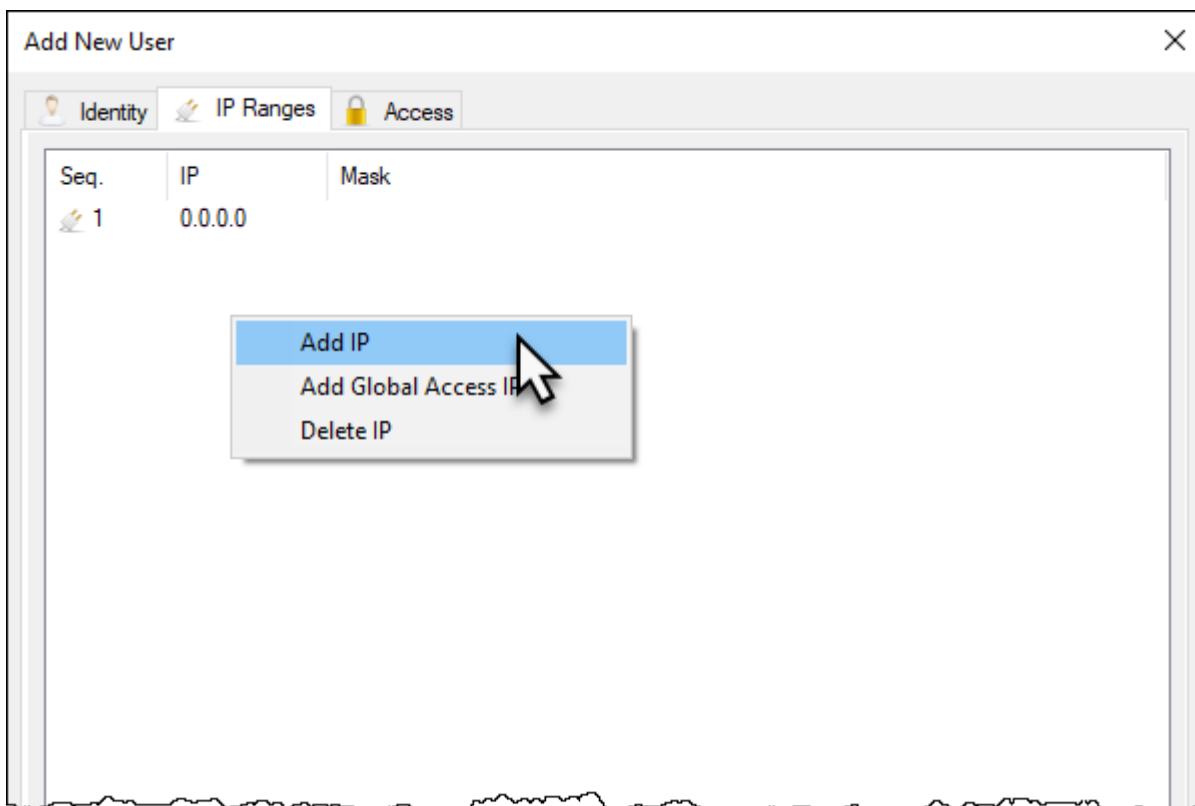 Add New User
Identity IP Ranges Access
Seq. IP Mask
1 0.0.0.0
Add IP
Add Global Access IP
Delete IP